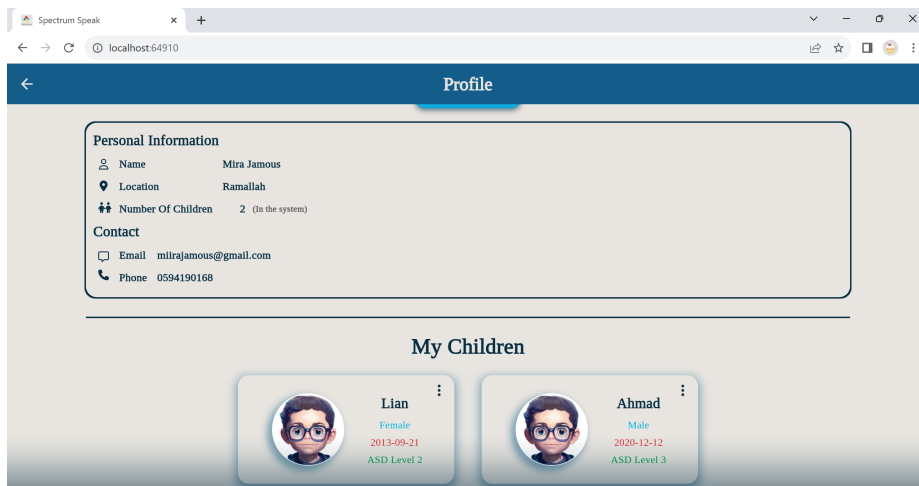 Spectrum Speak
localhost:64910
Profile
Personal Information
Name Mira Jamous
Location Ramallah
Number Of Children 2 (In the system)
Contact
Email miirajamous@gmail.com
Phone 0594190168
My Children
Lian
Female
2013-09-21
ASD Level 2
Ahmad
Male
2020-12-12
ASD Level 3